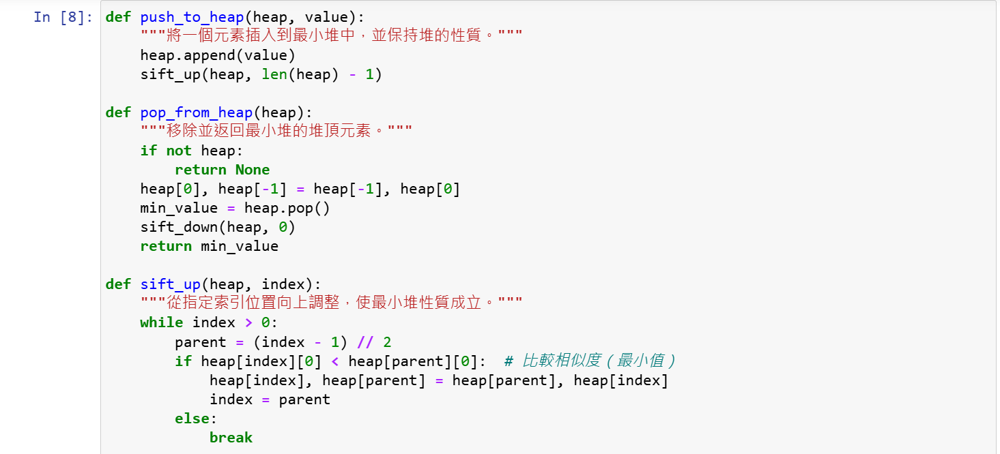 In [8]: def push_to_heap(heap, value):
    """將一個元素插入到最小堆中，並保持堆的性質。"""
    heap.append(value)
    sift_up(heap, len(heap) - 1)

def pop_from_heap(heap):
    """移除並返回最小堆的堆頂元素。"""
    if not heap:
        return None
    heap[0], heap[-1] = heap[-1], heap[0]
    min_value = heap.pop()
    sift_down(heap, 0)
    return min_value

def sift_up(heap, index):
    """從指定索引位置向上調整，使最小堆性質成立。"""
    while index > 0:
        parent = (index - 1) // 2
        if heap[index][0] < heap[parent][0]:  # 比較相似度（最小值）
            heap[index], heap[parent] = heap[parent], heap[index]
            index = parent
        else:
            break